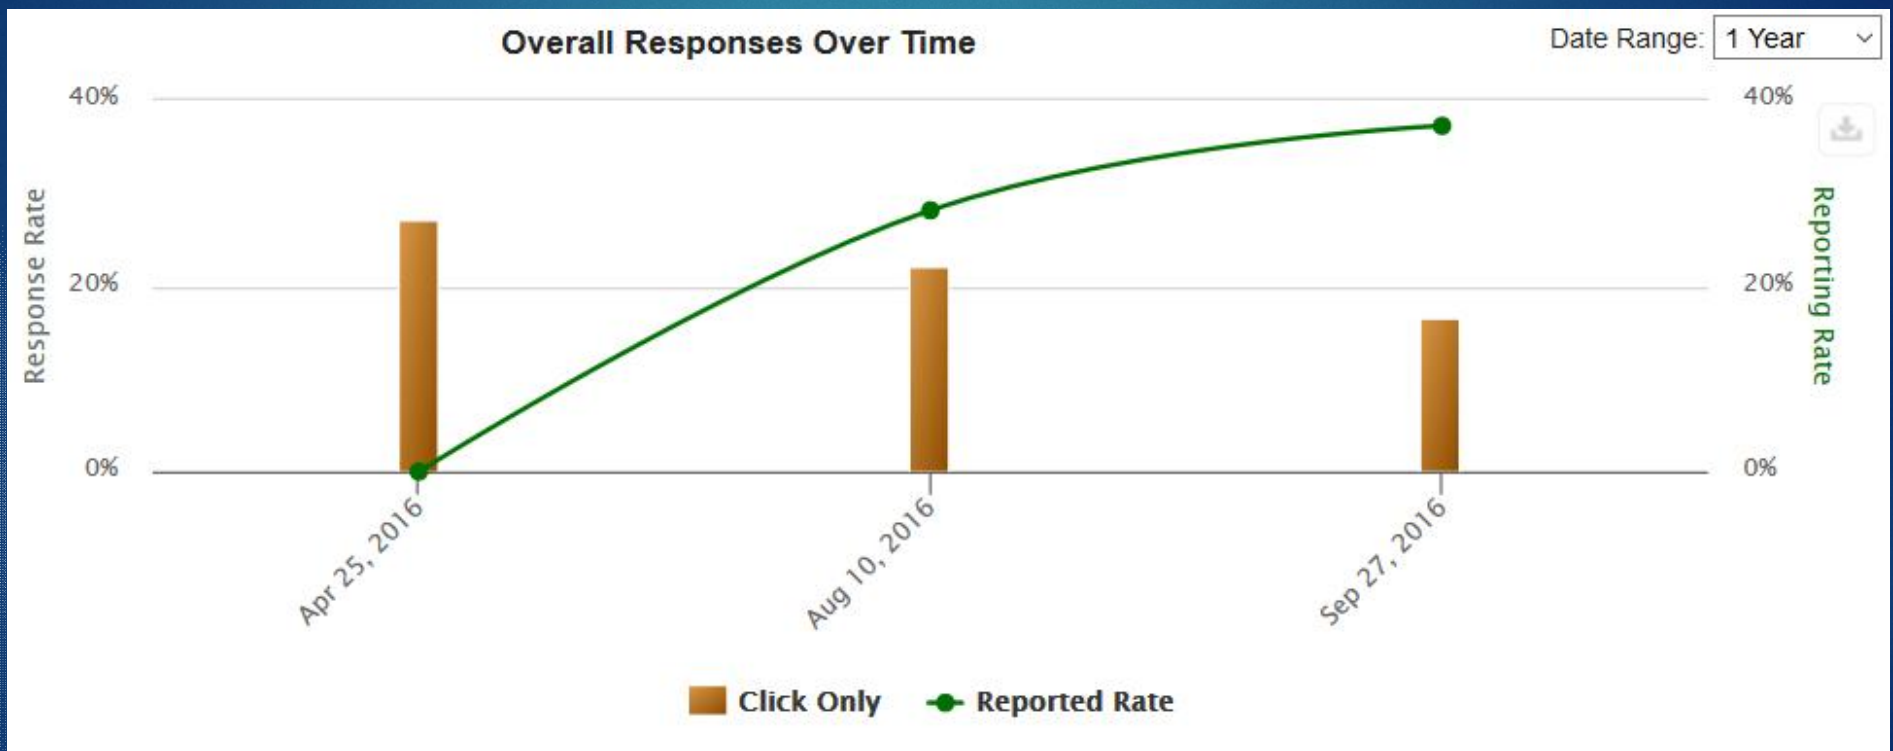 Overall Responses Over Time
Date Range: 1 Year
40%
20%
0%
Response Rate
40%
20%
0%
Reporting Rate
Apr 25, 2016
Aug 10, 2016
Sep 27, 2016
Click Only
Reported Rate